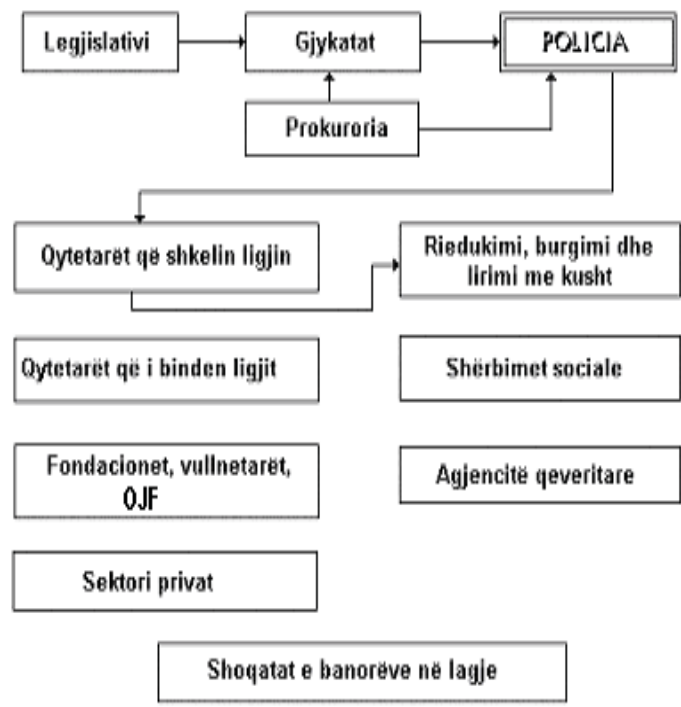 Legjislativi
Gjykatat
POLICIA
Prokuroria
Qytetarët që shkelin ligjin
Riedukimi, burgimi dhe
lirimi me kusht
Qytetarët që i binden ligjit
Shërbimet sociale
Fondacionet, vullnetarët,
OJF
Agjencitë qeveritare
Sektori privat
Shoqatat e banorëve në lagje